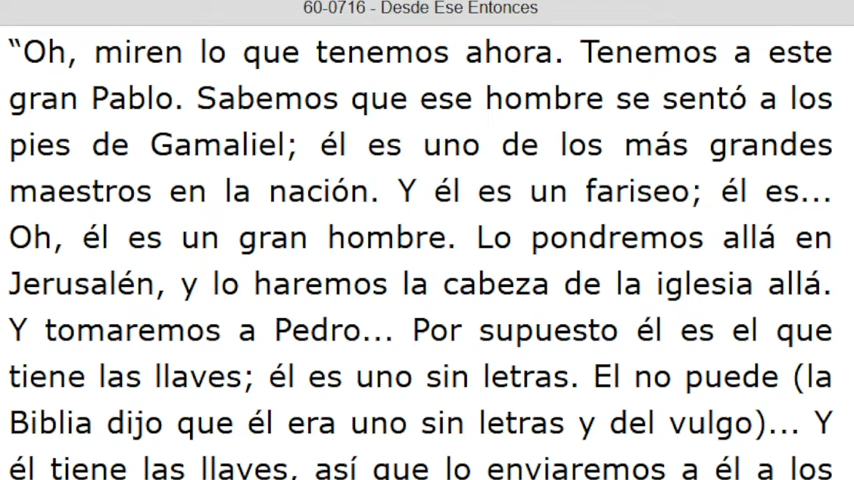 60-0716 - Desde Ese Entonces
“Oh, miren lo que tenemos ahora. Tenemos a este
gran Pablo. Sabemos que ese hombre se sentó a los
pies de Gamaliel; él es uno de los más grandes
maestros en la nación. Y él es un fariseo; él es...
Oh, él es un gran hombre. Lo pondremos allá en
Jerusalén, y lo haremos la cabeza de la iglesia allá.
Y tomaremos a Pedro... Por supuesto él es el que
tiene las llaves; él es uno sin letras. El no puede (la
Biblia dijo que él era uno sin letras y del vulgo)... Y
él tiene las llaves, así que lo enviaremos a él a los